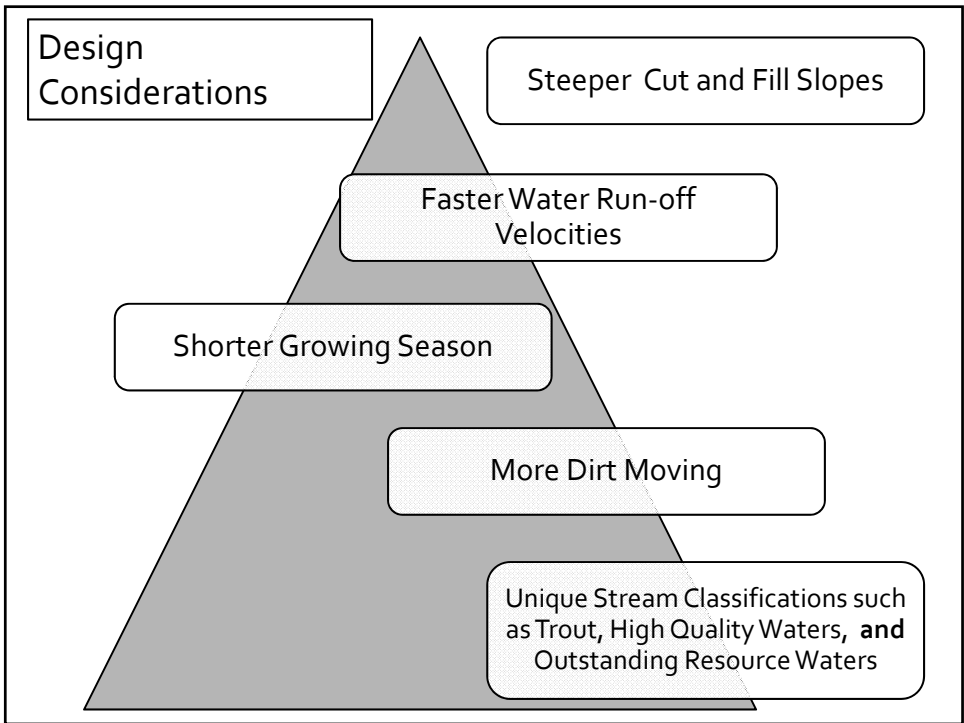 Design
Considerations
Steeper Cut and Fill Slopes
Faster Water Run-off
Velocities
Shorter Growing Season
More Dirt Moving
Unique Stream Classifications such
as Trout, High Quality Waters, and
Outstanding Resource Waters